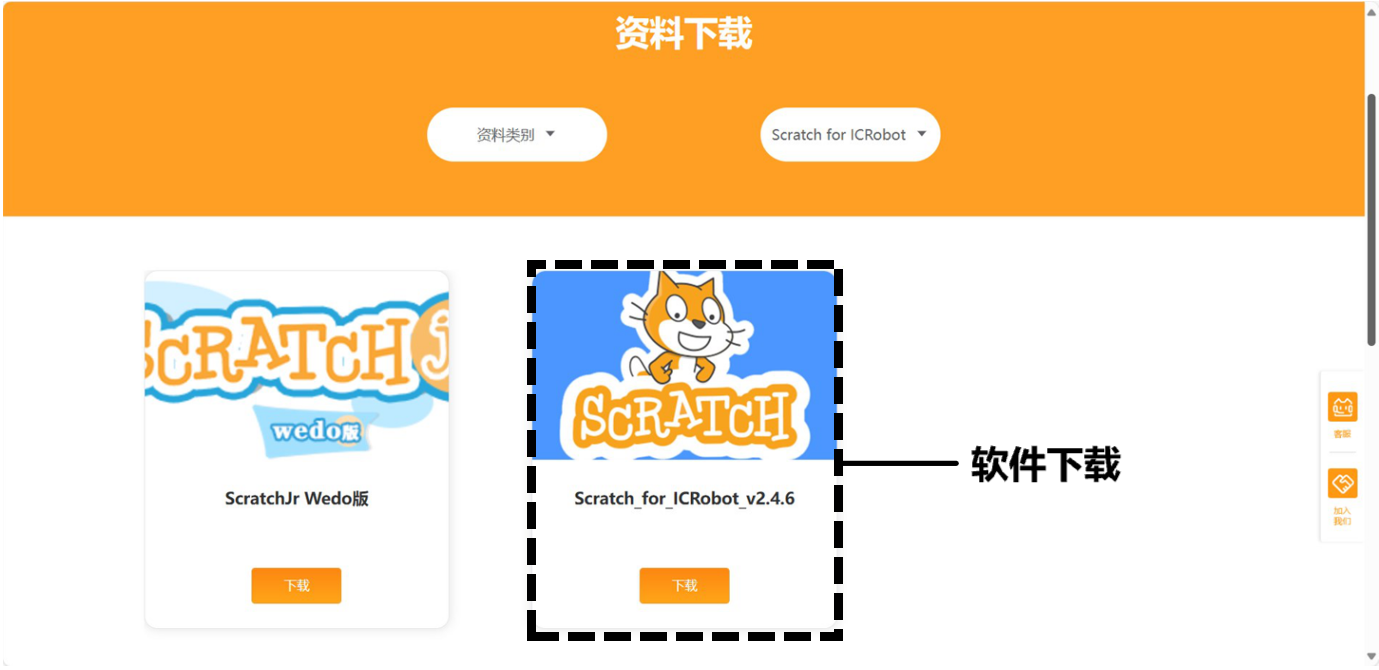 资料下载
资料类别
Scratch for ICRobot
SCRATCH j
wedo版
SCRATCH
ScratchJr Wedo版
Scratch_for_ICRobot_v2.4.6
下载
下载
软件下载
客服
加入
我们